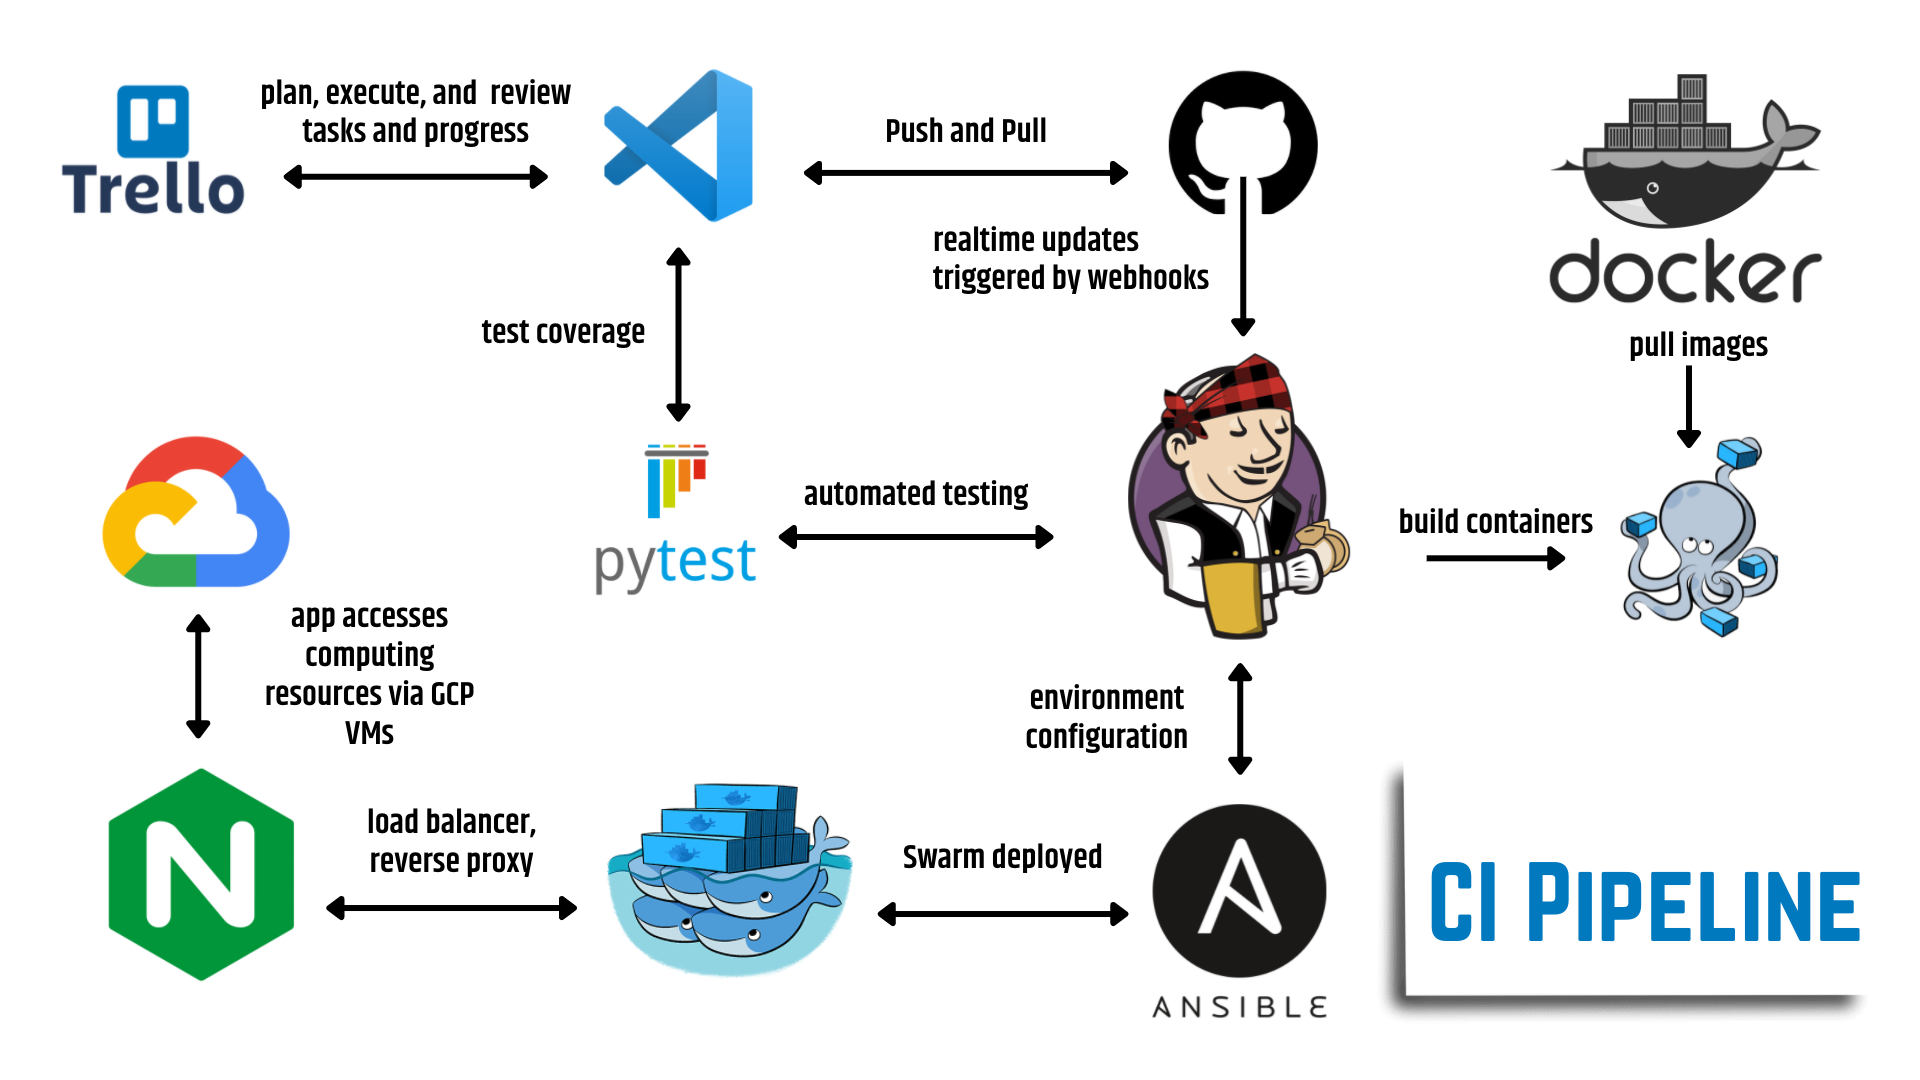 plan, execute, and  review
tasks and progress
Trello
Push and Pull
realtime updates
triggered by webhooks
docker
pull images
test coverage
pytest
automated testing
build containers
app accesses
computing
resources via GCP
VMs
environment
configuration
load balancer,
reverse proxy
N
Swarm deployed
ANSIBLE
CI PIPELINE